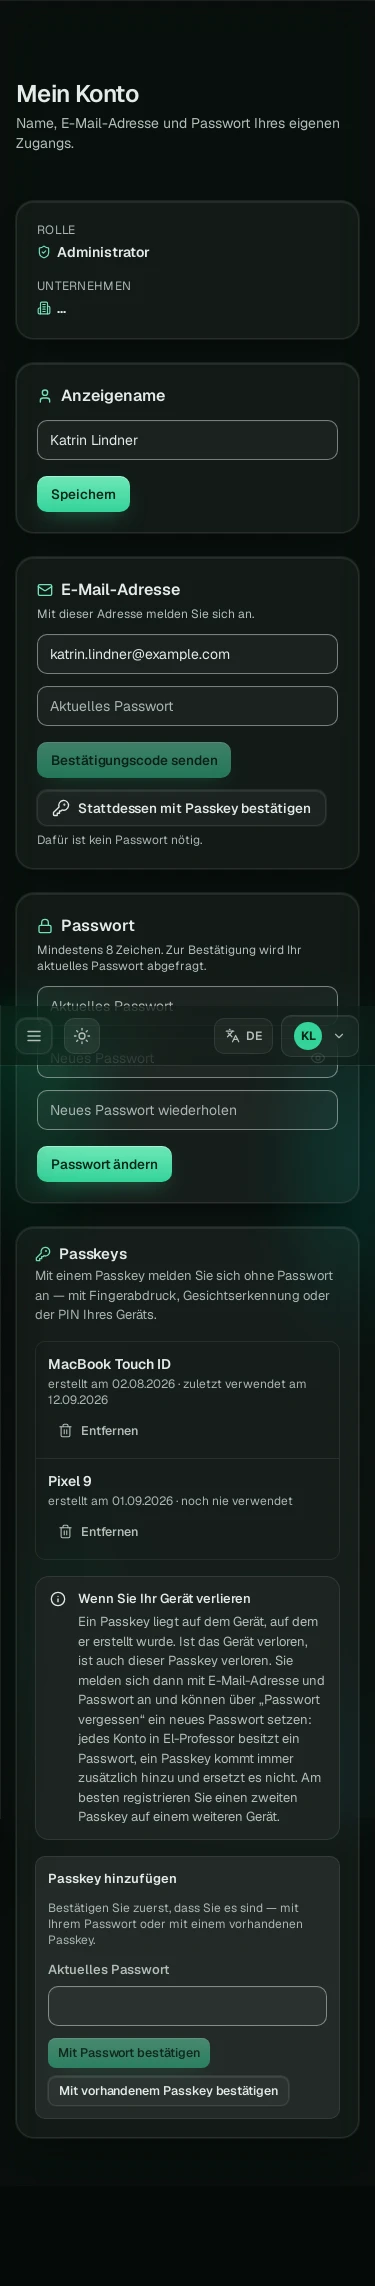 Mein Konto
Name, E-Mail-Adresse und Passwort Ihres eigenen
Zugangs.
ROLLE
Administrator
UNTERNEHMEN
...
Anzeigename
Katrin Lindner
Speichern
E-Mail-Adresse
Mit dieser Adresse melden Sie sich an.
katrin.lindner@example.com
Aktuelles Passwort
Bestätigungscode senden
Stattdessen mit Passkey bestätigen
Dafür ist kein Passwort nötig.
Passwort
Mindestens 8 Zeichen. Zur Bestätigung wird Ihr
aktuelles Passwort abgefragt.
Aktuelles Passwort
DE
KL
Neues Passwort
Neues Passwort wiederholen
Passwort ändern
Passkeys
Mit einem Passkey melden Sie sich ohne Passwort
an — mit Fingerabdruck, Gesichtserkennung oder
der PIN Ihres Geräts.
MacBook Touch ID
erstellt am 02.08.2026 · zuletzt verwendet am
12.09.2026
Entfernen
Pixel 9
erstellt am 01.09.2026 · noch nie verwendet
Entfernen
Wenn Sie Ihr Gerät verlieren
Ein Passkey liegt auf dem Gerät, auf dem
er erstellt wurde. Ist das Gerät verloren,
ist auch dieser Passkey verloren. Sie
melden sich dann mit E-Mail-Adresse und
Passwort an und können über „Passwort
vergessen“ ein neues Passwort setzen:
jedes Konto in El-Professor besitzt ein
Passwort, ein Passkey kommt immer
zusätzlich hinzu und ersetzt es nicht. Am
besten registrieren Sie einen zweiten
Passkey auf einem weiteren Gerät.
Passkey hinzufügen
Bestätigen Sie zuerst, dass Sie es sind — mit
Ihrem Passwort oder mit einem vorhandenen
Passkey.
Aktuelles Passwort
Mit Passwort bestätigen
Mit vorhandenem Passkey bestätigen